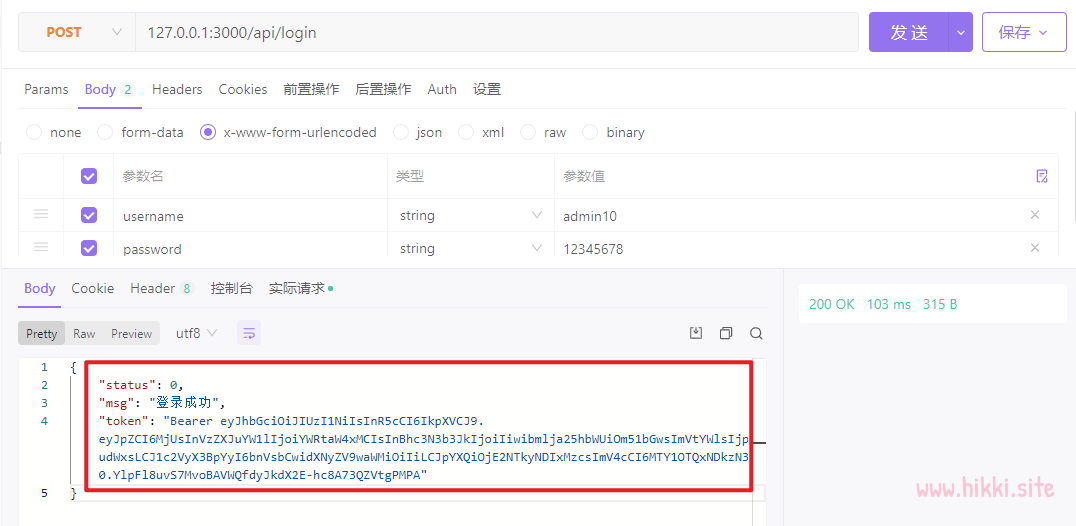 POST 127.0.0.1:3000/api/login 发 送 保存
Params Body 2 Headers Cookies 前置操作 后置操作 Auth 设置
none form-data x-www-form-urlencoded json xml raw binary
参数名 类型 参数值
username string admin10
password string 12345678
Body Cookie Header 8 控制台 实际请求
200 OK 103 ms 315 B
Pretty Raw Preview utf8
1 {
2 "status": 0,
3 "msg": "登录成功",
4 "token": "Bearer eyJhbGciOiJIUzI1NiIsInR5cCI6IkpXVCJ9.
eyJpZCI6MjUsInVzZXJuYW1lIjoiYWRtaW4xMCIsInBhc3N3b3JkIjoiIiwibmlja25hbWUiOm51bGwsImVtYWlsIjp
udWxsLCJ1c2VyX3BpYyI6bnVsbCwidXNyZV9waWMiOiIiLCJpYXQiOjE2NTkyNDIxMzcsImV4cCI6MTY1OTQxNDkzN3
0.YlpFl8uvS7MvoBAVWQfdyJkdX2E-hc8A73QZVtgPMPA"
5 }
www.hikki.site